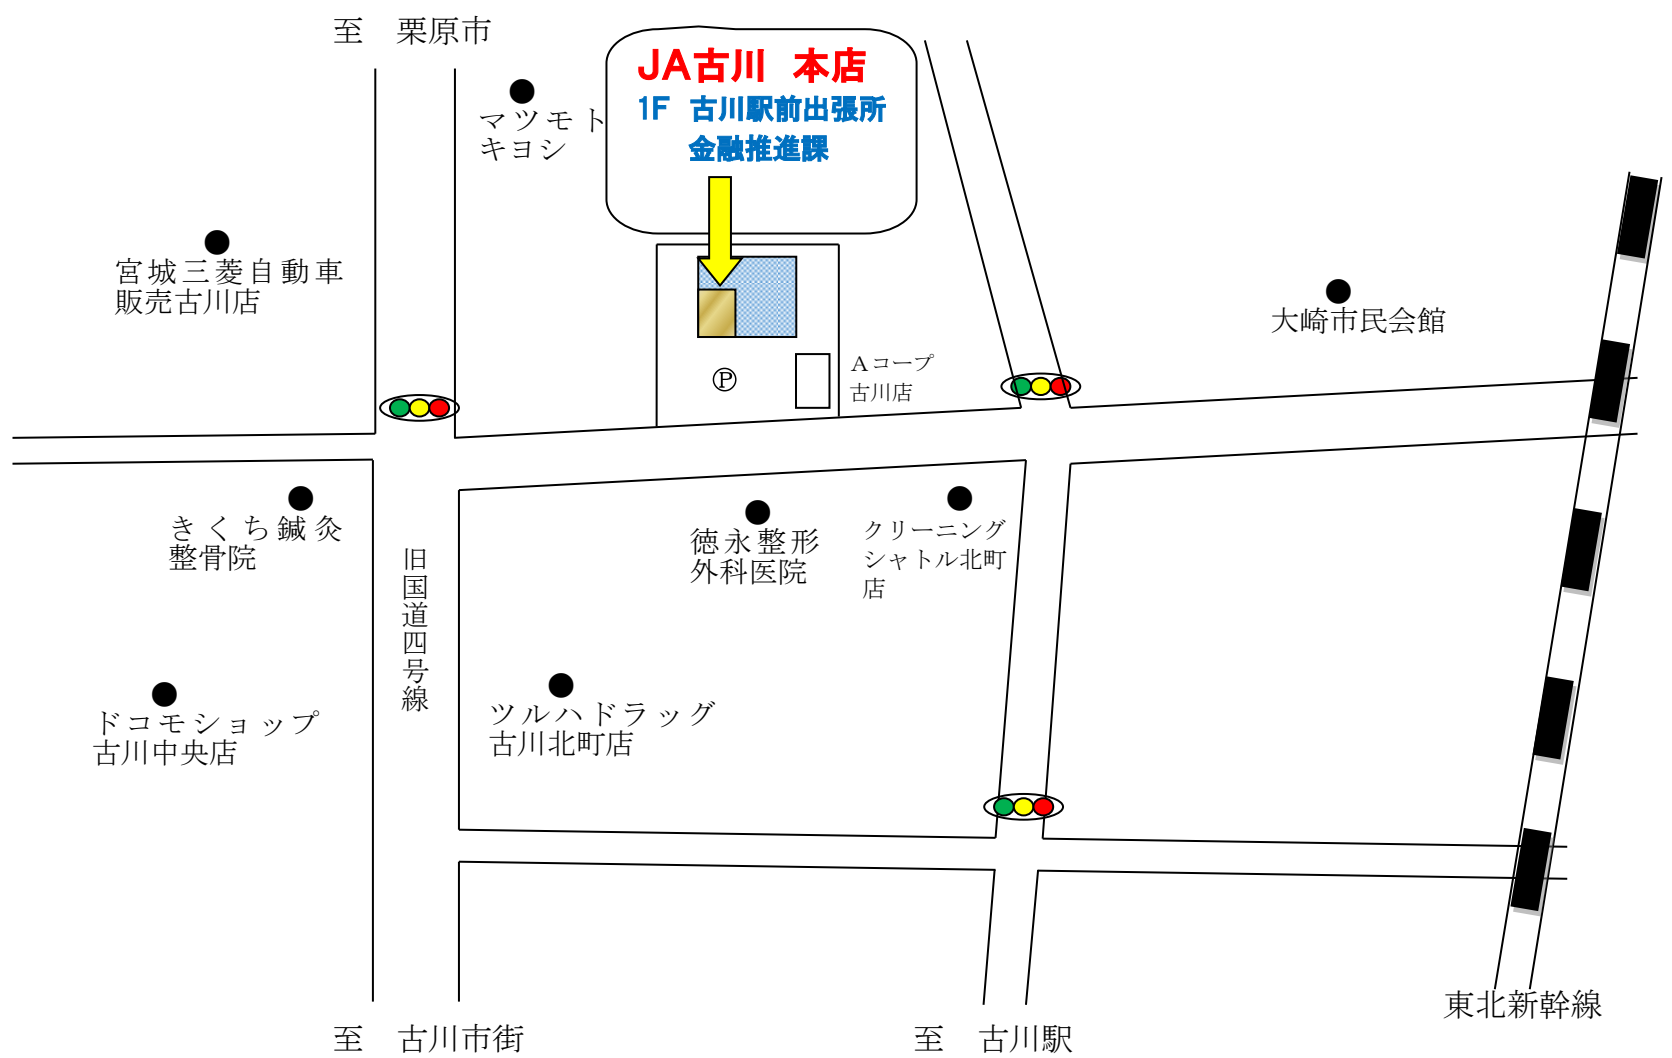 至　栗原市
JA古川　本店
1F　古川駅前出張所
金融推進課
マツモト
キヨシ
宮城三菱自動車
販売古川店
大崎市民会館
Ⓟ
Aコープ
古川店
きくち鍼灸
整骨院
旧国道四号線
徳永整形
外科医院
クリーニング
シャトル北町
店
ドコモショップ
古川中央店
ツルハドラッグ
古川北町店
東北新幹線
至　古川市街
至　古川駅